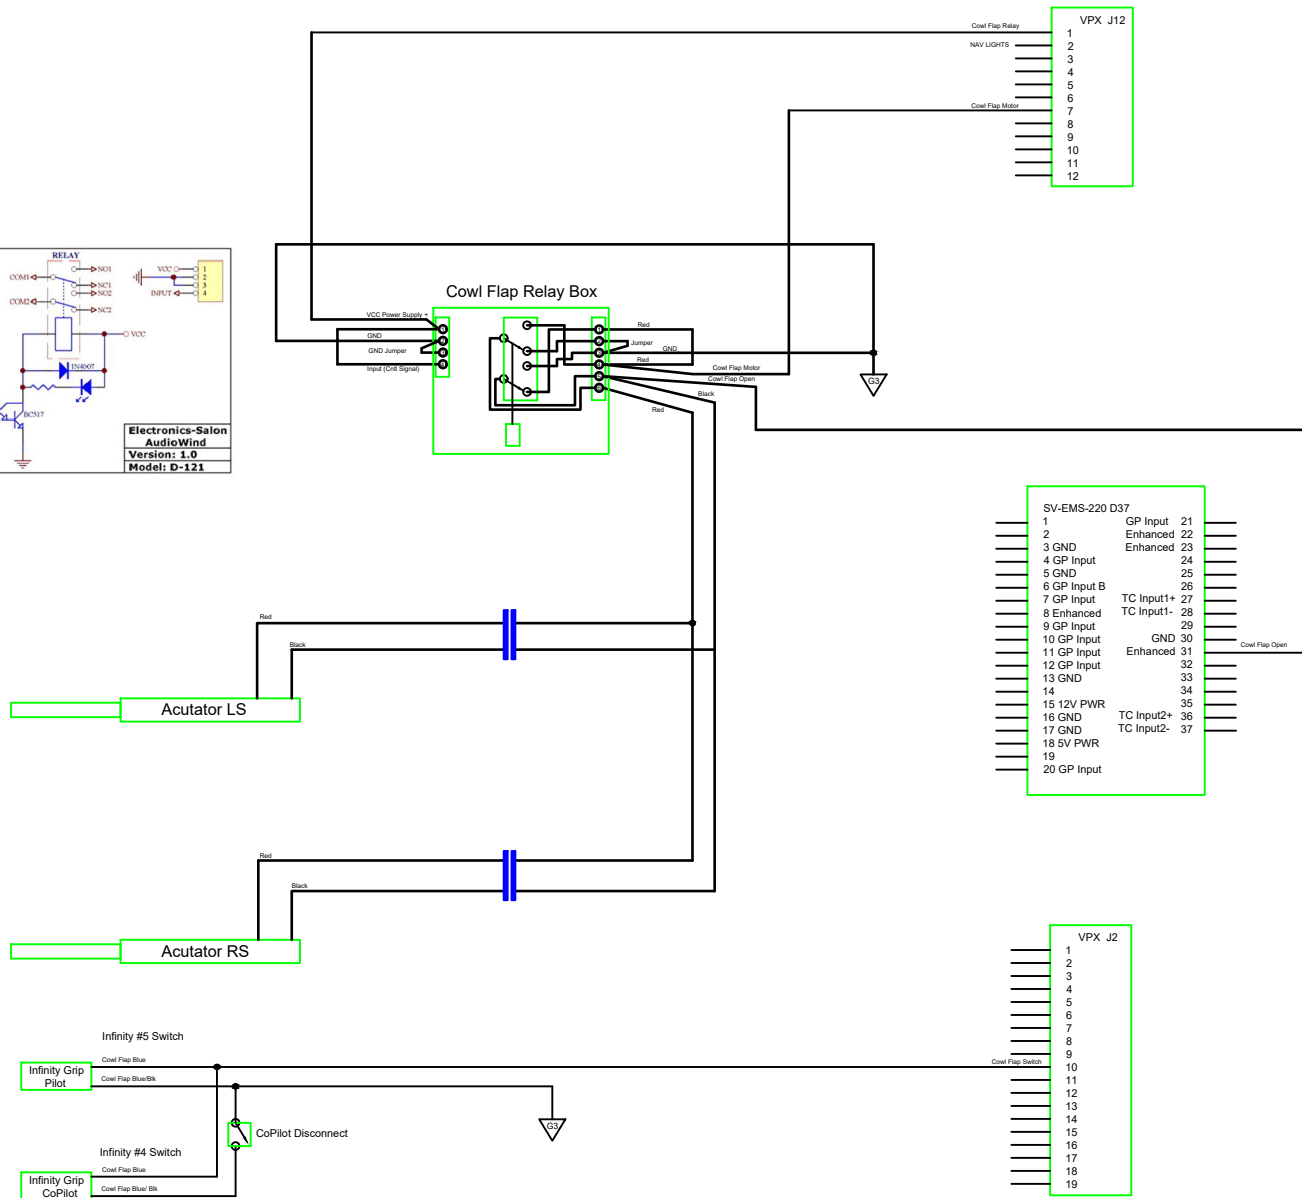 VPX J12
Cowl Flap Relay
1
NAV LIGHTS
2
3
4
5
6
Cowl Flap Motor
7
8
9
10
11
12
RELAY
COM1
NO1
NC1
NO2
COM2
NC2
VCC
VCC
INPUT
1
2
3
4
1N4007
BC517
Electronics-Salon
AudioWind
Version: 1.0
Model: D-121
Cowl Flap Relay Box
VCC Power Supply +
GND
GND Jumper
Input (Cntl Signal)
Red
Jumper
GND
Red
Cowl Flap Motor
Cowl Flap Open
Black
Red
G3
SV-EMS-220 D37
1
2
3 GND
4 GP Input
5 GND
6 GP Input B
7 GP Input
8 Enhanced
9 GP Input
10 GP Input
11 GP Input
12 GP Input
13 GND
14
15 12V PWR
16 GND
17 GND
18 5V PWR
19
20 GP Input
GP Input 21
Enhanced 22
Enhanced 23
24
25
26
TC Input1+ 27
TC Input1- 28
29
GND 30
Enhanced 31
32
33
34
35
TC Input2+ 36
TC Input2- 37
Cowl Flap Open
Red
Black
Acutator LS
Red
Black
Acutator RS
VPX J2
1
2
3
4
5
6
7
8
9
Cowl Flap Switch
10
11
12
13
14
15
16
17
18
19
Infinity #5 Switch
Infinity Grip
Pilot
Cowl Flap Blue
Cowl Flap Blue/Blk
G3
CoPilot Disconnect
Infinity #4 Switch
Infinity Grip
CoPilot
Cowl Flap Blue
Cowl Flap Blue/ Blk